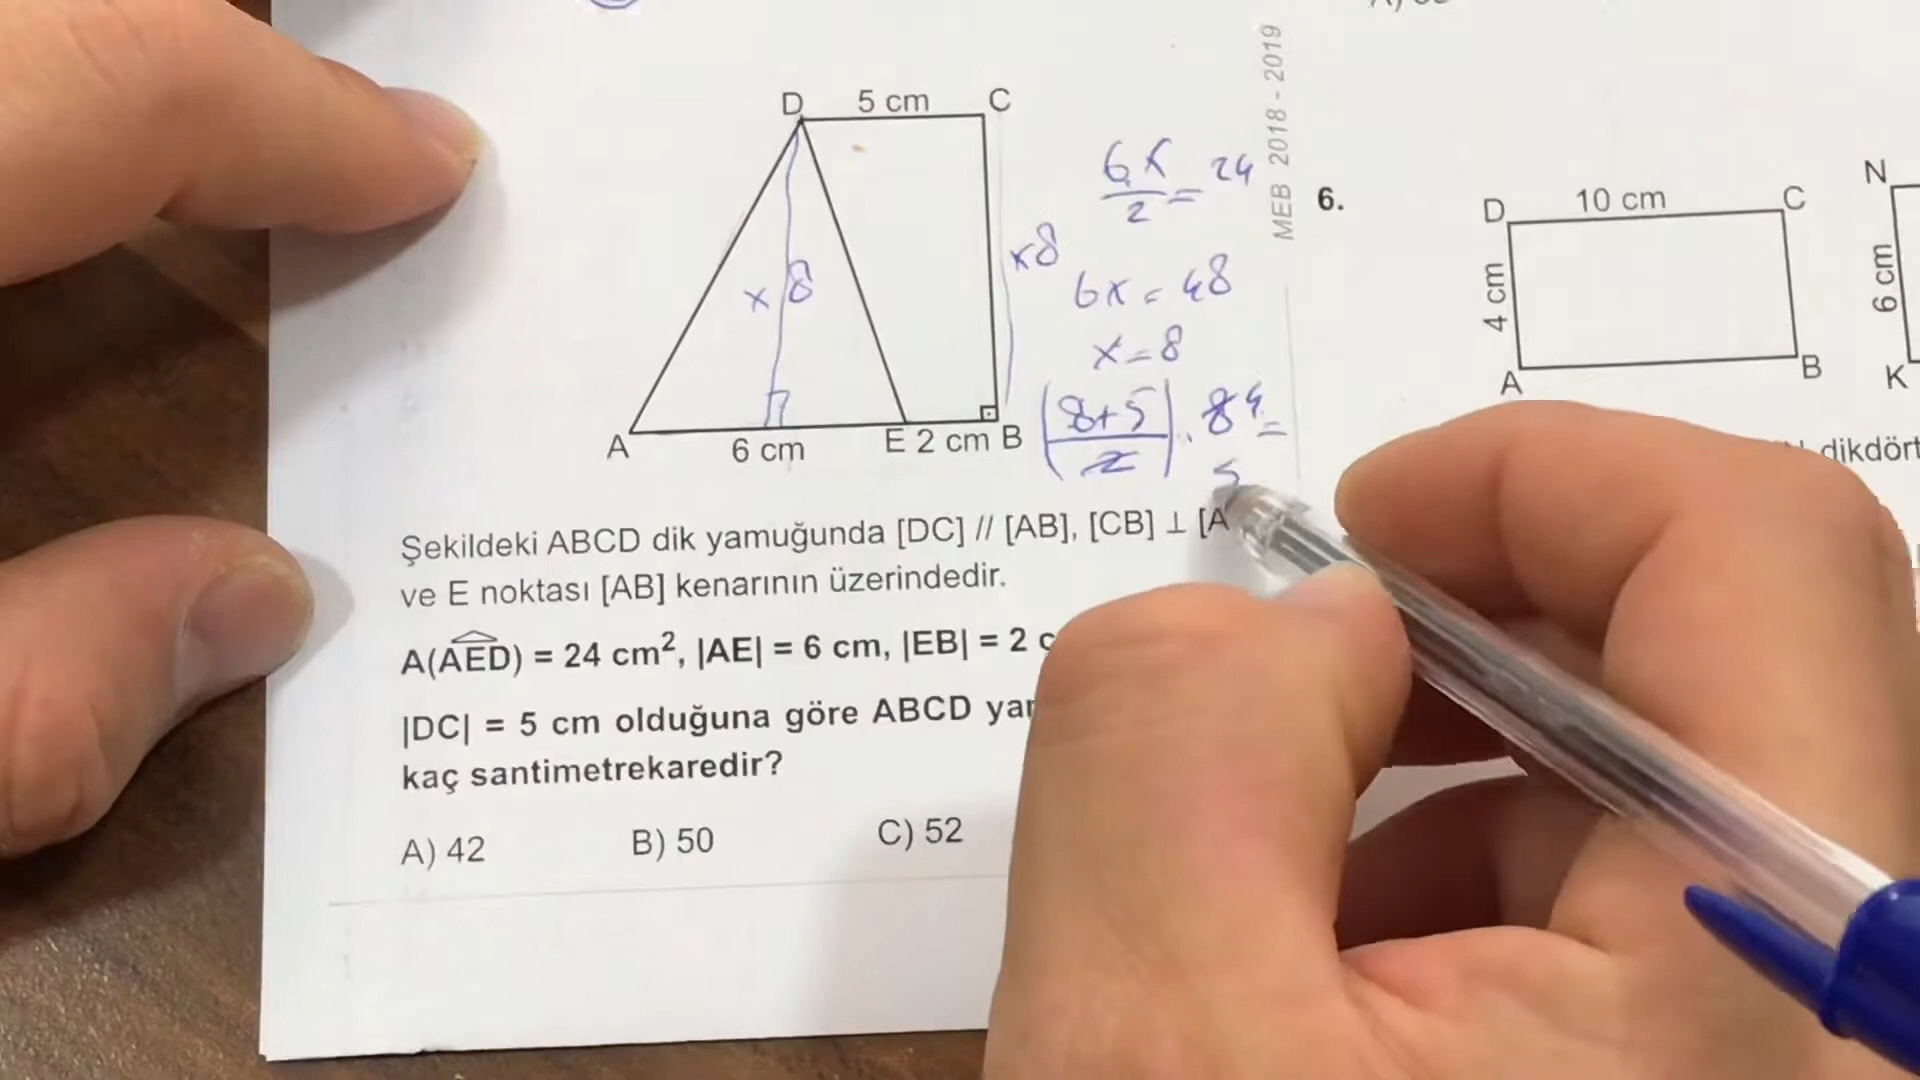 D 5 cm C
x 8
x8
A 6 cm E 2 cm B
6x/2 = 24
6x = 48
x = 8
(8+5/2) . 8 4 =
5
Şekildeki ABCD dik yamuğunda [DC] // [AB], [CB] ⊥ [A
ve E noktası [AB] kenarının üzerindedir.
A(AED) = 24 cm², |AE| = 6 cm, |EB| = 2 c
|DC| = 5 cm olduğuna göre ABCD
kaç santimetrekaredir?
A) 42 B) 50 C) 52
MEB 2018 - 2019
6.
D 10 cm C
4 cm
A B
N
6 cm
K
dikdört